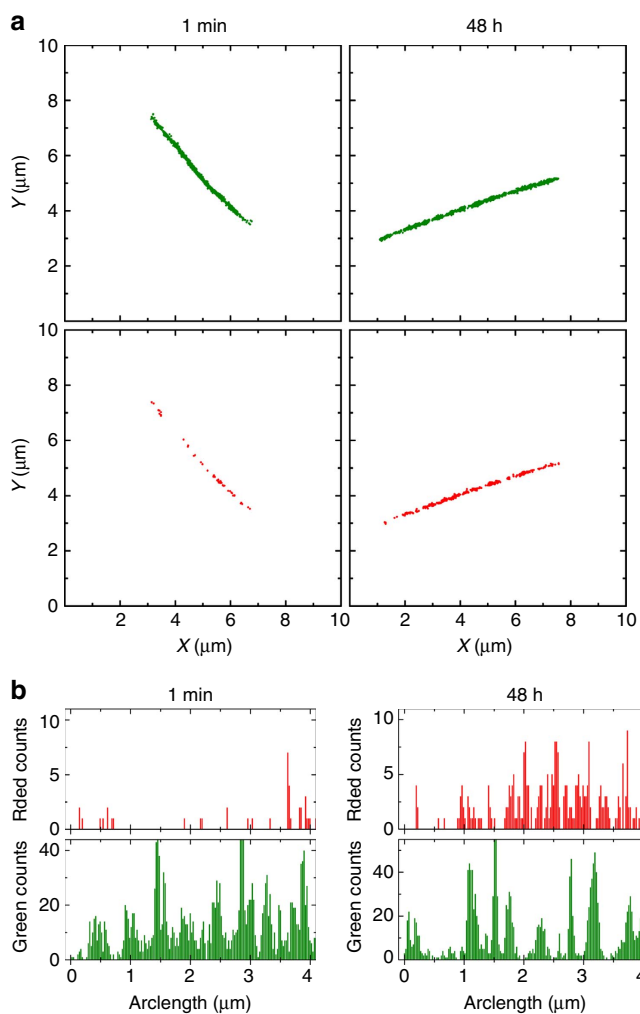 a
1 min 48 h
10
8
6
4
2
Y (μm)
10
8
6
4
2
0
Y (μm)
2 4 6 8 10 2 4 6 8 10
X (μm) X (μm)
b
1 min 48 h
10
5
0
Rded counts
10
5
0
Rded counts
40
20
0
Green counts
40
20
0
Green counts
0 1 2 3 4 0 1 2 3 4
Arclength (μm) Arclength (μm)